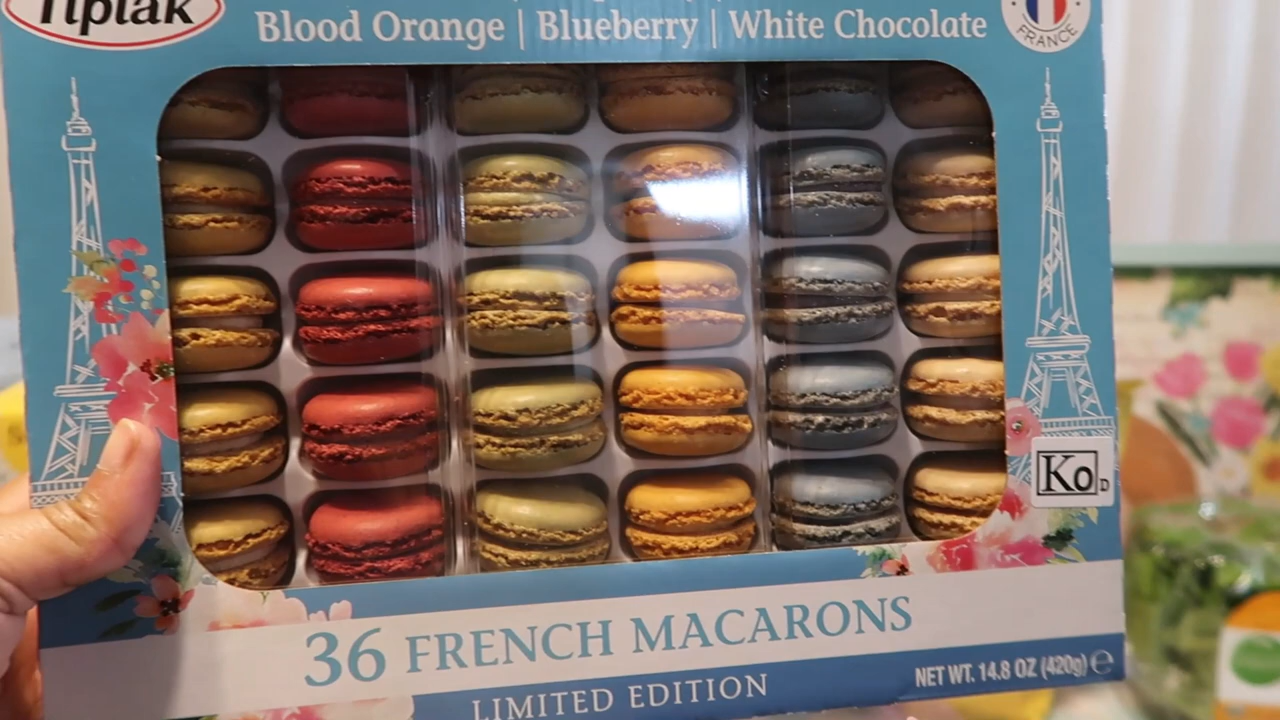 Tipiak
Blood Orange | Blueberry | White Chocolate
FRANCE
Ko D
36 FRENCH MACARONS
LIMITED EDITION
NET WT. 14.8 OZ (420g) ℮